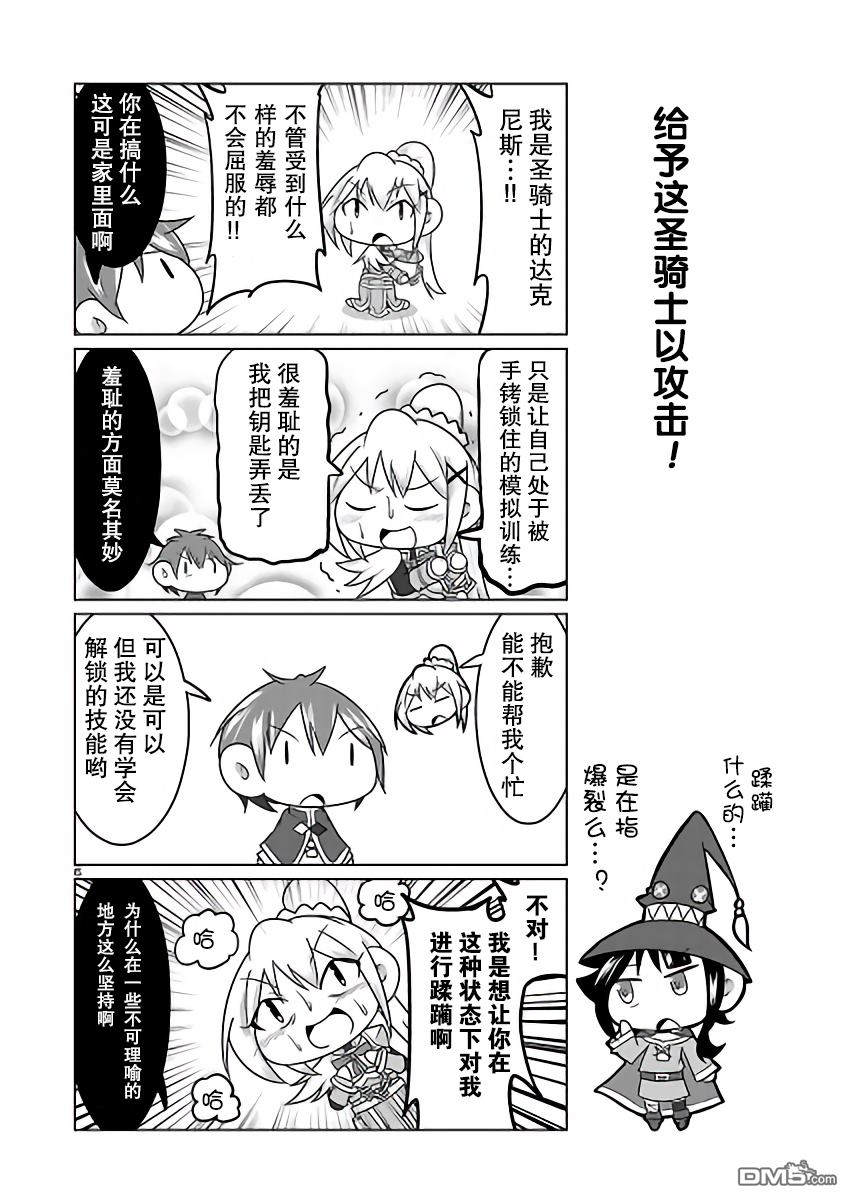 给予这圣骑士以攻击！
我是圣骑士的达克
尼斯…!!
不管受到什么
样的羞辱都
不会屈服的!!
你在搞什么
这可是家里面
啊
只是让自己处于被
手铐锁住的模拟训练…
很羞耻的是
我把钥匙弄丢了
羞耻的方面莫名其
妙
抱歉
能不能帮我个忙
可以是可以
但我还没有学会
解锁的技能哟
不对！
我是想让你在
这种状态下对我
进行蹂躏啊
哈
哈
哈
为什么在一些不可理喻的
地方这么坚持啊
蹂躏
什么的…
是在指
爆裂么…？
DM5.com